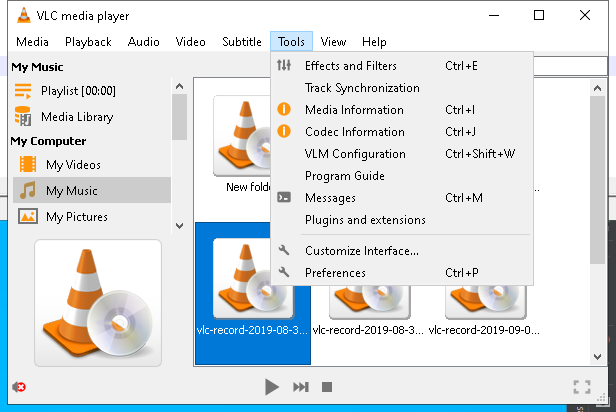 VLC media player
Media Playback Audio Video Subtitle Tools View Help
My Music
Playlist [00:00]
Media Library
My Computer
My Videos
My Music
My Pictures
Effects and Filters Ctrl+E
Track Synchronization
Media Information Ctrl+I
Codec Information Ctrl+J
VLM Configuration Ctrl+Shift+W
Program Guide
Messages Ctrl+M
Plugins and extensions
Customize Interface...
Preferences Ctrl+P
New folde
...
vlc-record-2019-08-3... vlc-record-2019-08-3... vlc-record-2019-09-0...